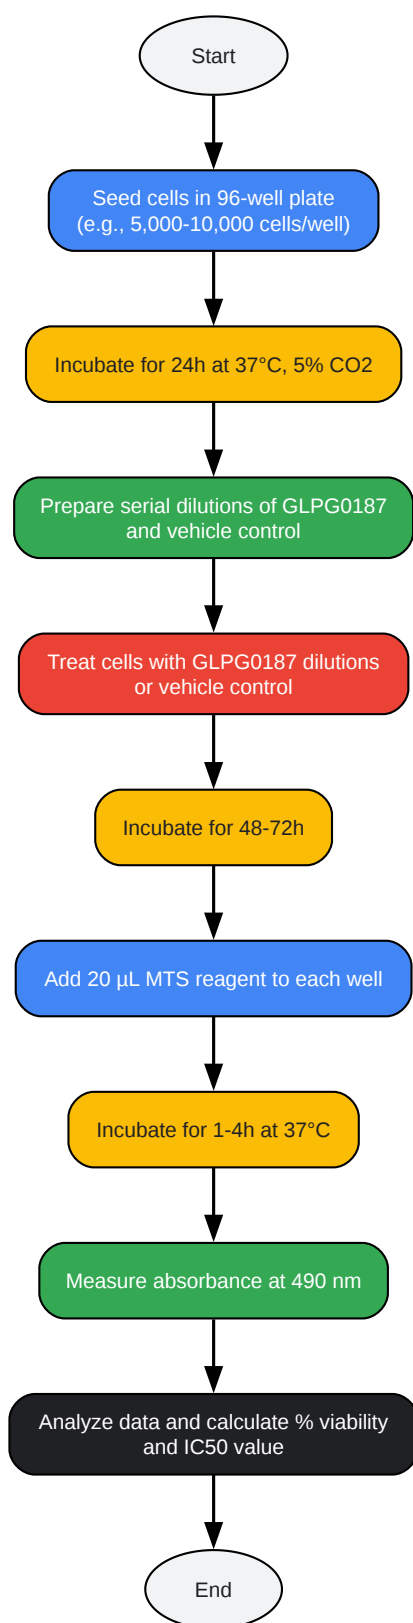 Start
Seed cells in 96-well plate
(e.g., 5,000-10,000 cells/well)
Incubate for 24h at 37°C, 5% CO2
Prepare serial dilutions of GLPG0187
and vehicle control
Treat cells with GLPG0187 dilutions
or vehicle control
Incubate for 48-72h
Add 20 µL MTS reagent to each well
Incubate for 1-4h at 37°C
Measure absorbance at 490 nm
Analyze data and calculate % viability
and IC50 value
End